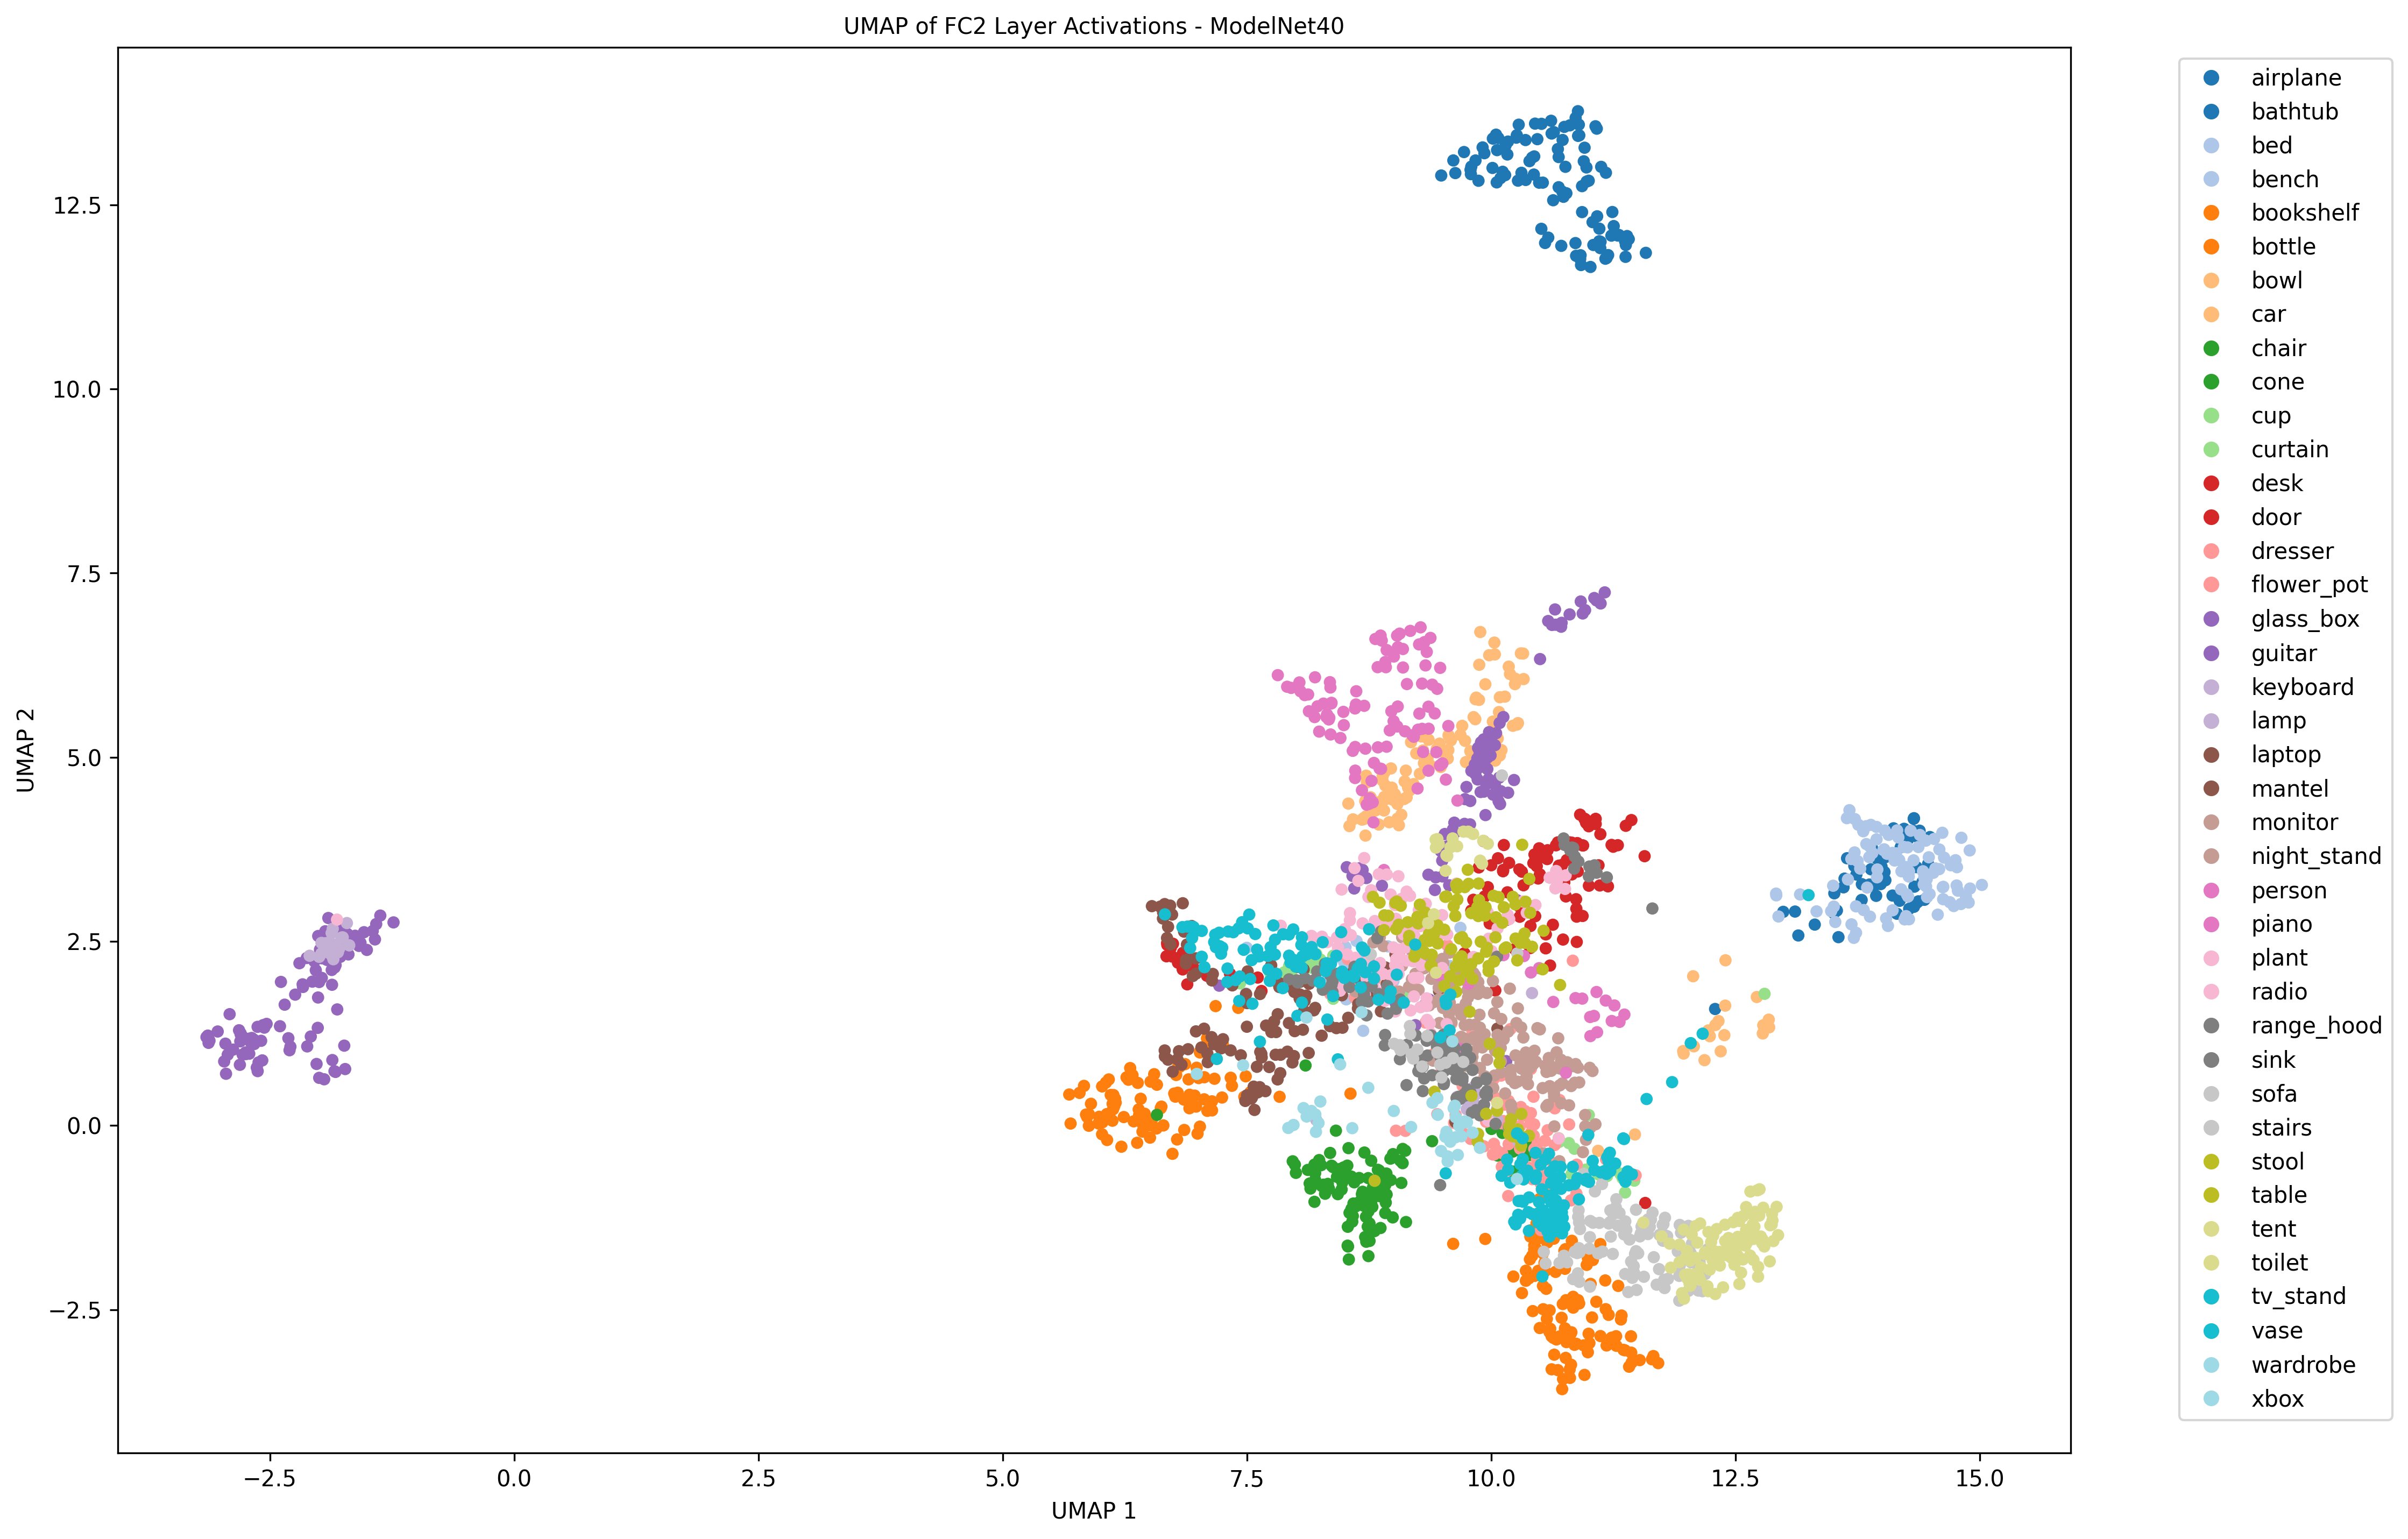 UMAP of FC2 Layer Activations - ModelNet40
UMAP 2
12.5
10.0
7.5
5.0
2.5
0.0
−2.5
−2.5
0.0
2.5
5.0
7.5
10.0
12.5
15.0
UMAP 1
airplane
bathtub
bed
bench
bookshelf
bottle
bowl
car
chair
cone
cup
curtain
desk
door
dresser
flower_pot
glass_box
guitar
keyboard
lamp
laptop
mantel
monitor
night_stand
person
piano
plant
radio
range_hood
sink
sofa
stairs
stool
table
tent
toilet
tv_stand
vase
wardrobe
xbox